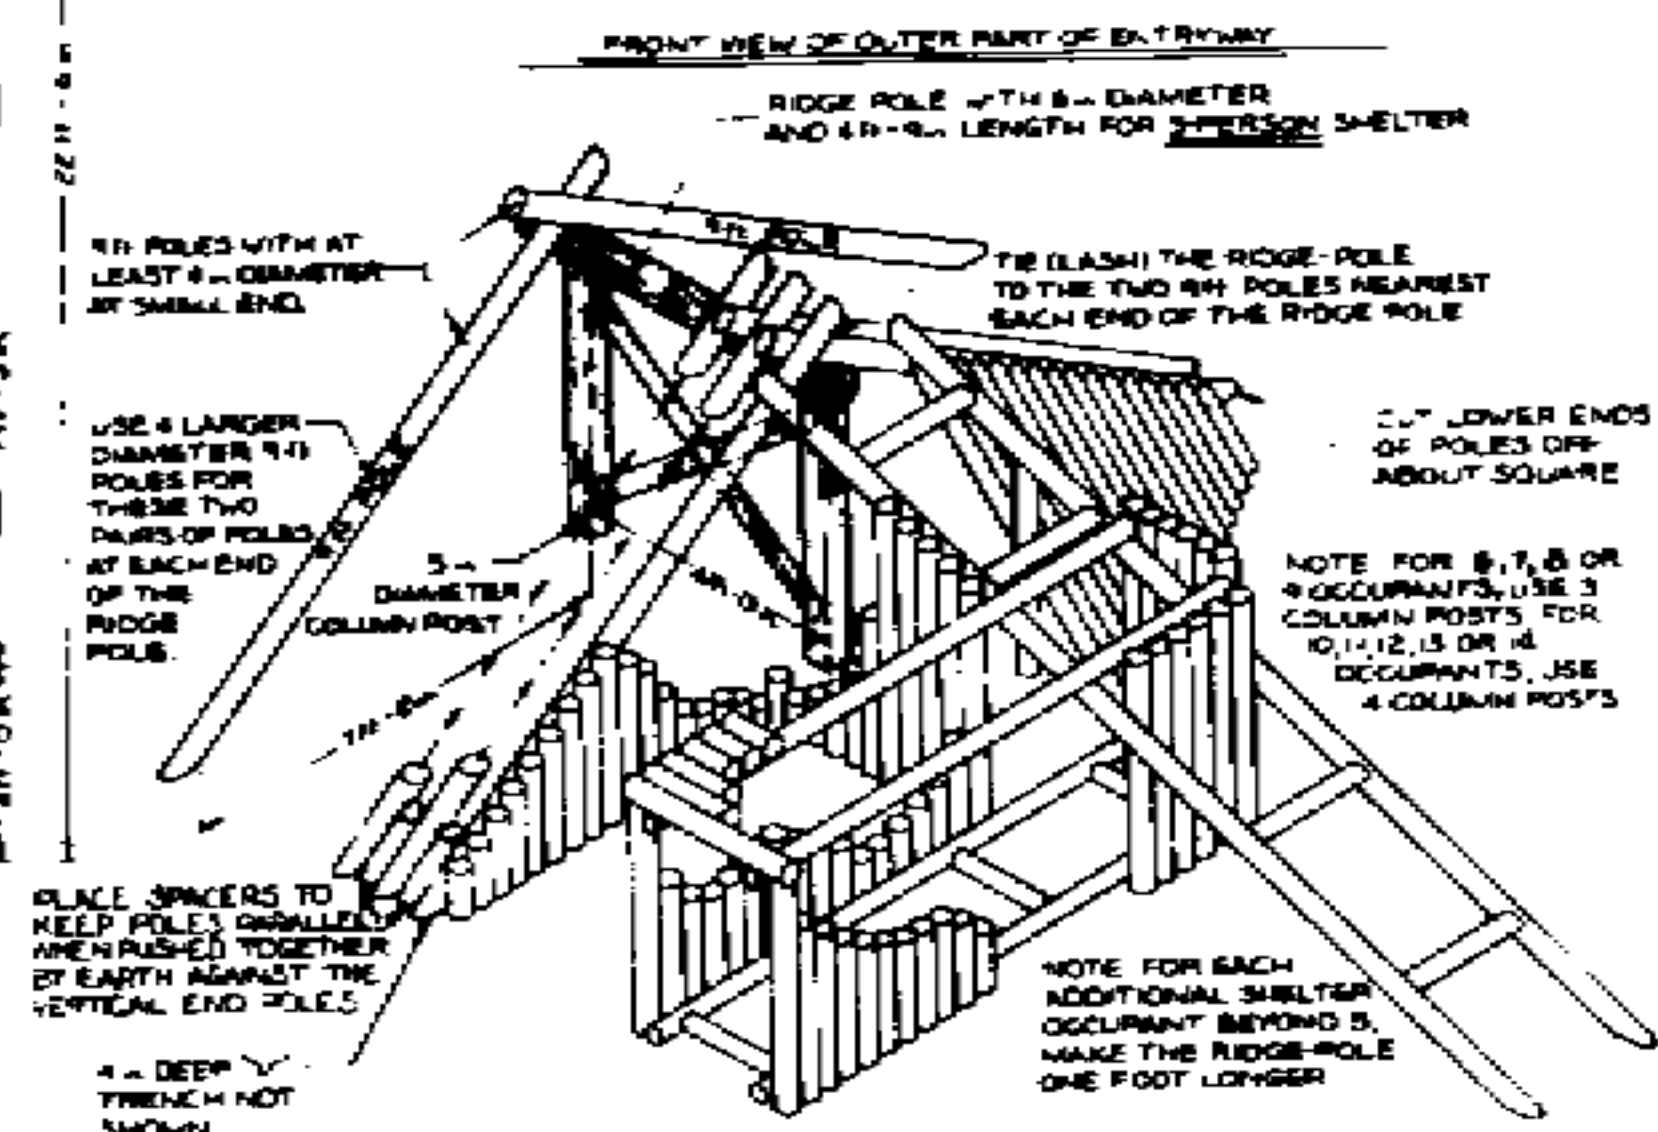 FRONT VIEW OF OUTER PART OF ENTRYWAY
RIDGE POLE WITH DIAMETER
AND LENGTH FOR 5-PERSON SHELTER
9 ft POLES WITH AT
LEAST 4 in DIAMETER
AT SMALL END.
TIE (LASH) THE RIDGE-POLE
TO THE TWO 9 ft POLES NEAREST
EACH END OF THE RIDGE POLE
USE 4 LARGER
DIAMETER 9 ft
POLES FOR
THESE TWO
PAIRS OF POLES
AT EACH END
OF THE
RIDGE
POLE.
CUT LOWER ENDS
OF POLES OFF
ABOUT SQUARE
5 in
DIAMETER
COLUMN POST
NOTE FOR 6, 7, 8 OR
9 OCCUPANTS, USE 3
COLUMN POSTS. FOR
10, 11, 12, 13 OR 14
OCCUPANTS, USE
4 COLUMN POSTS
PLACE SPACERS TO
KEEP POLES PARALLEL
WHEN PUSHED TOGETHER
BY EARTH AGAINST THE
VERTICAL END POLES
4 in DEEP "V"
TRENCH NOT
SHOWN
NOTE FOR EACH
ADDITIONAL SHELTER
OCCUPANT BEYOND 5,
MAKE THE RIDGE-POLE
ONE FOOT LONGER